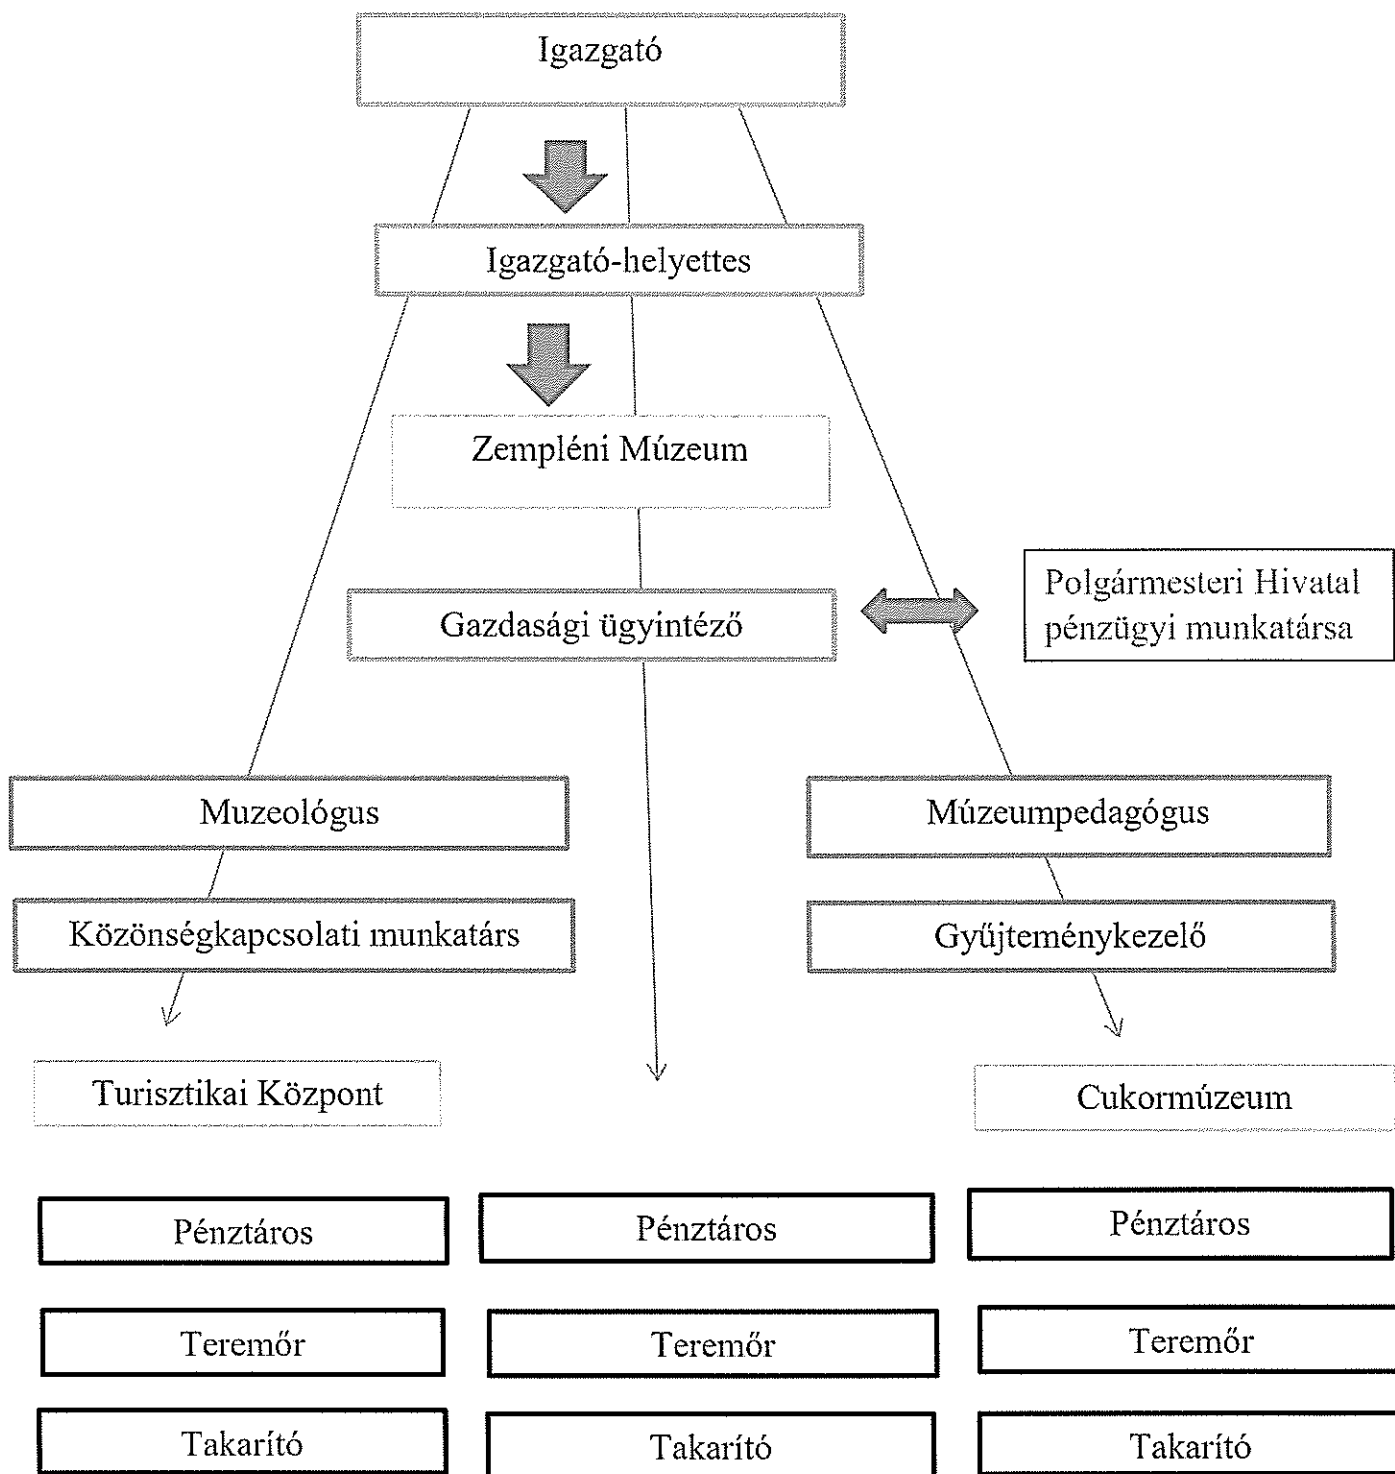 Igazgató
Igazgató-helyettes
Zempléni Múzeum
Gazdasági ügyintéző
Polgármesteri Hivatal
pénzügyi munkatársa
Muzeológus
Múzeumpedagógus
Közönségkapcsolati munkatárs
Gyűjteménykezelő
Turisztikai Központ
Cukormúzeum
Pénztáros
Pénztáros
Pénztáros
Teremőr
Teremőr
Teremőr
Takarító
Takarító
Takarító